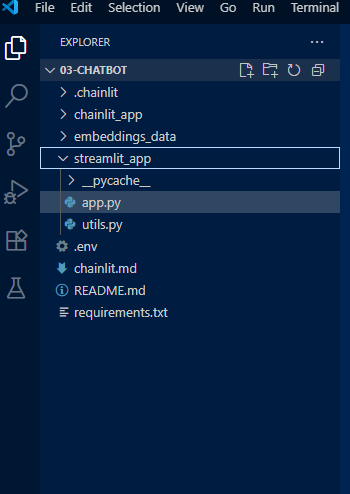 File Edit Selection View Go Run Terminal
EXPLORER
03-CHATBOT
.chainlit
chainlit_app
embeddings_data
streamlit_app
__pycache__
app.py
utils.py
.env
chainlit.md
README.md
requirements.txt